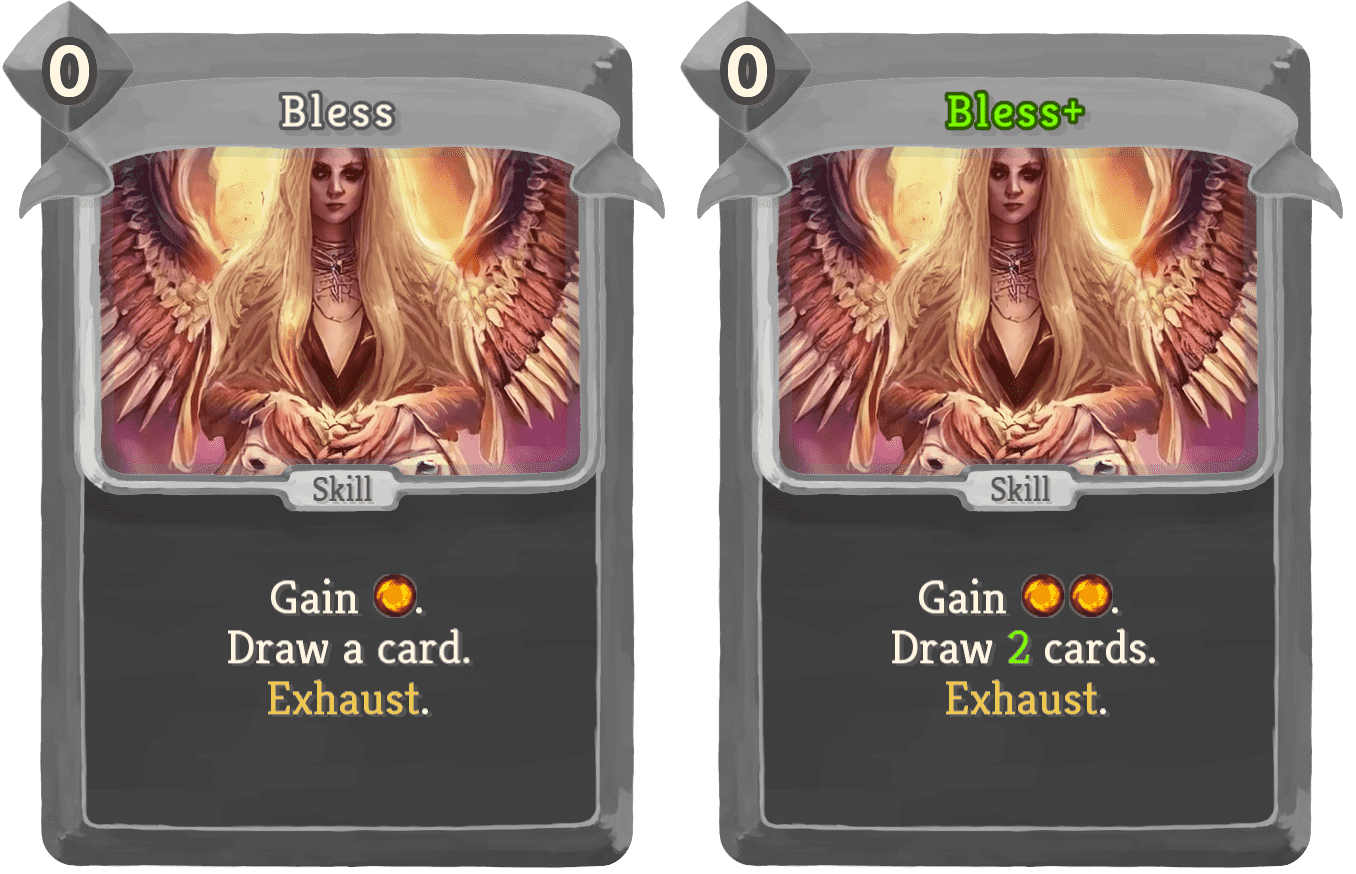 0
Bless
Skill
Gain .
Draw a card.
Exhaust.
0
Bless+
Skill
Gain .
Draw 2 cards.
Exhaust.